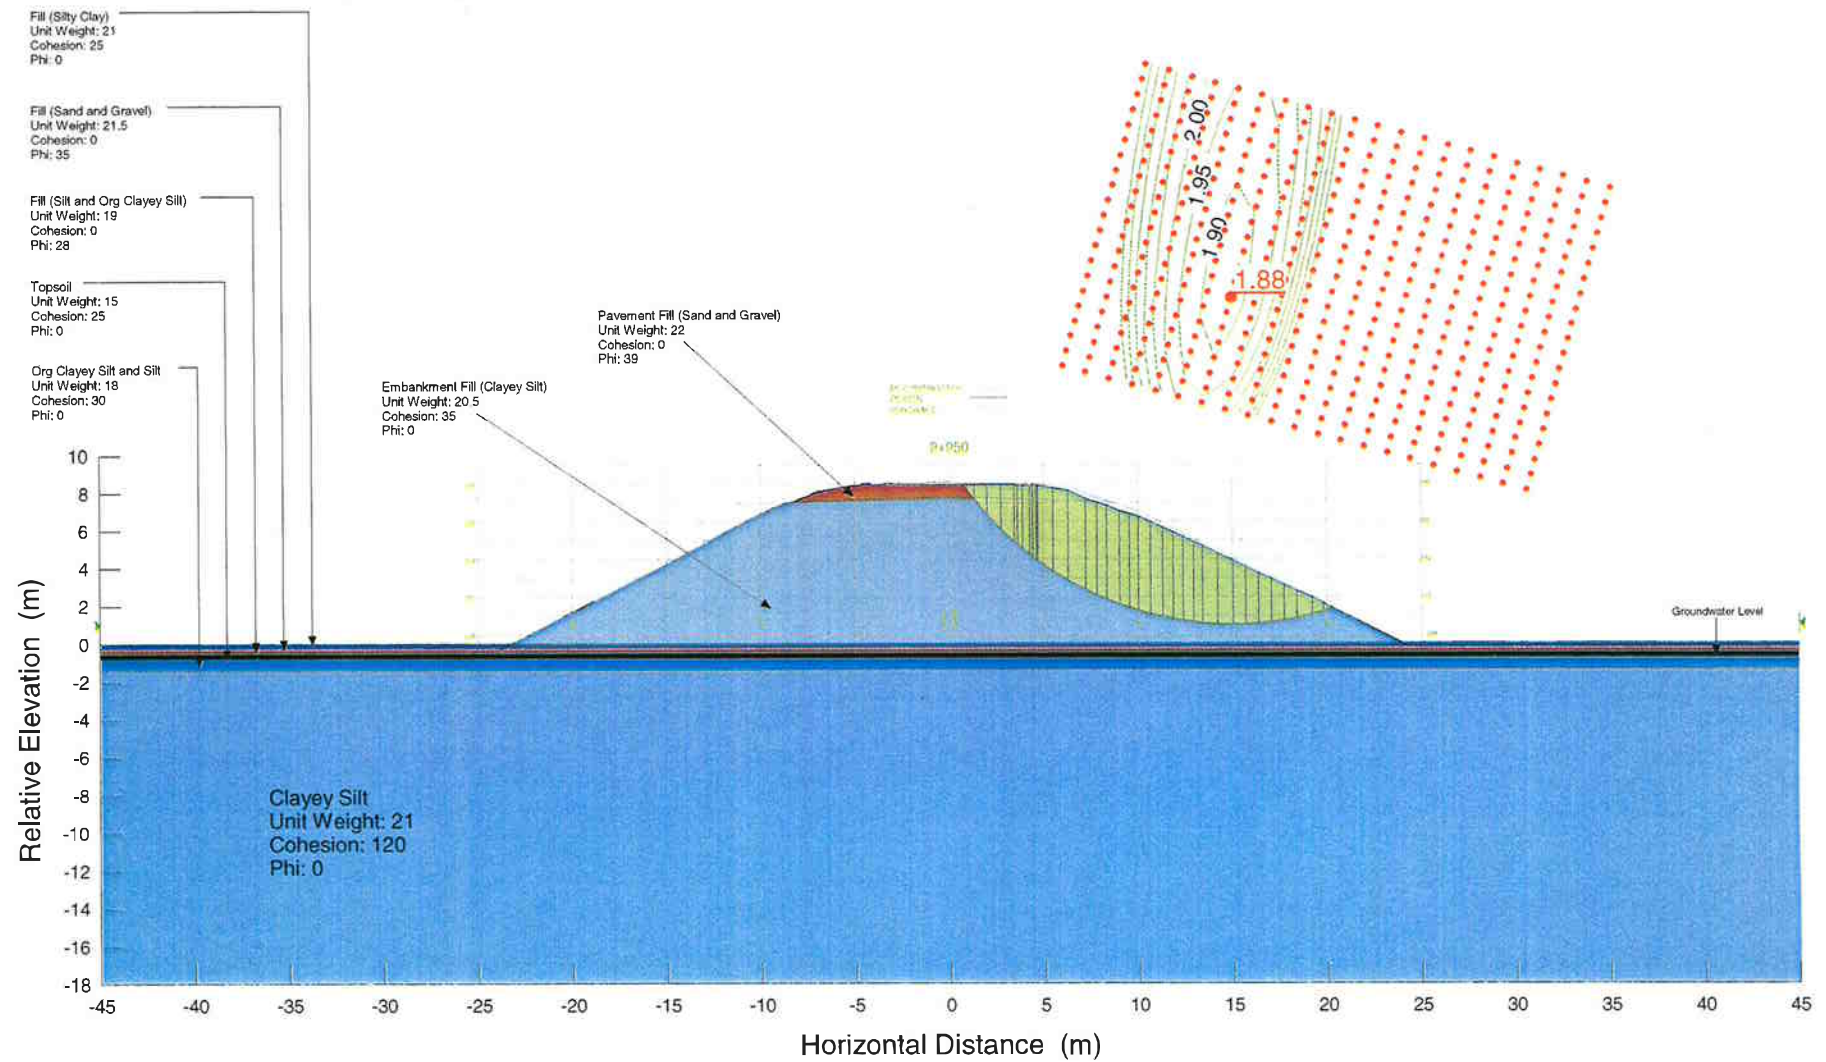 Fill (Silty Clay)
Unit Weight: 21
Cohesion: 25
Phi: 0
Fill (Sand and Gravel)
Unit Weight: 21.5
Cohesion: 0
Phi: 35
Fill (Silt and Org Clayey Silt)
Unit Weight: 19
Cohesion: 0
Phi: 28
Topsoil
Unit Weight: 15
Cohesion: 25
Phi: 0
Org Clayey Silt and Silt
Unit Weight: 18
Cohesion: 30
Phi: 0
Embankment Fill (Clayey Silt)
Unit Weight: 20.5
Cohesion: 35
Phi: 0
Pavement Fill (Sand and Gravel)
Unit Weight: 22
Cohesion: 0
Phi: 39
2.00
1.95
1.90
1.88
9+950
Groundwater Level
Clayey Silt
Unit Weight: 21
Cohesion: 120
Phi: 0
Relative Elevation (m)
10
8
6
4
2
0
-2
-4
-6
-8
-10
-12
-14
-16
-18
-45 -40 -35 -30 -25 -20 -15 -10 -5 0 5 10 15 20 25 30 35 40 45
Horizontal Distance (m)